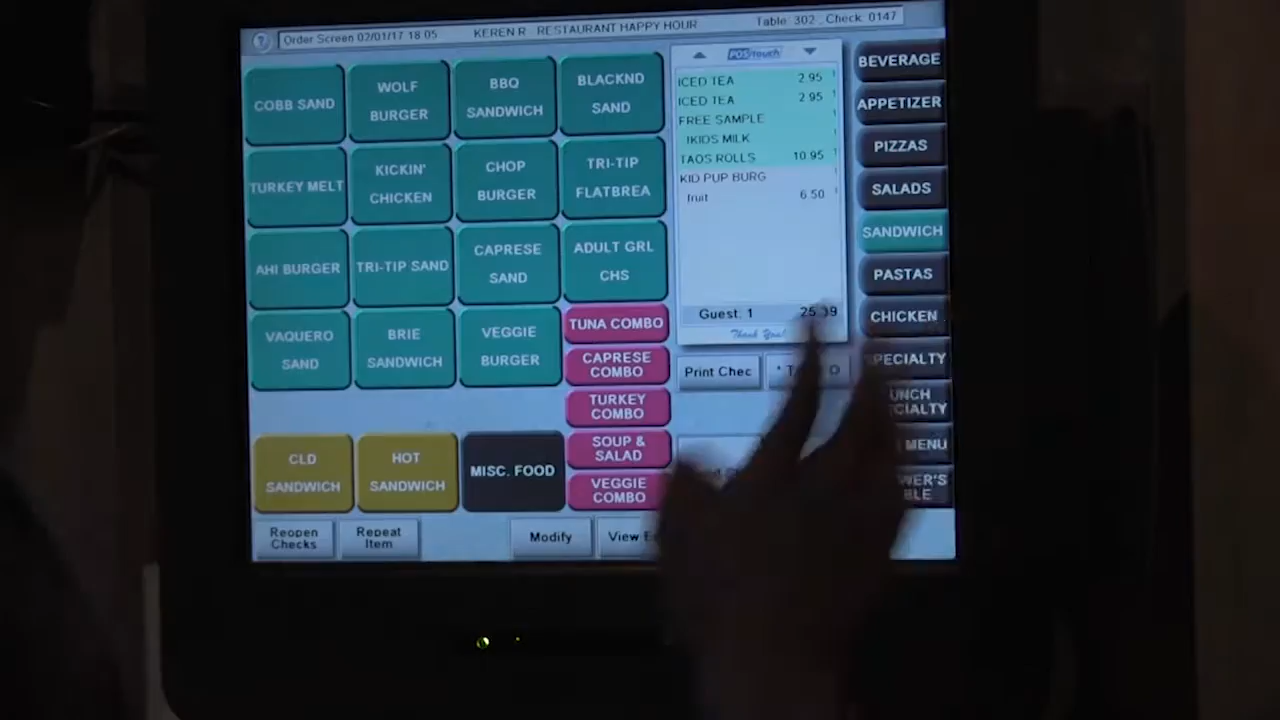 ? Order Screen 02/01/17 18:05 KEREN R RESTAURANT HAPPY HOUR Table: 302 , Check: 0147
COBB SAND
WOLF
BURGER
BBQ
SANDWICH
BLACKND
SAND
TURKEY MELT
KICKIN'
CHICKEN
CHOP
BURGER
TRI-TIP
FLATBREA
AHI BURGER
TRI-TIP SAND
CAPRESE
SAND
ADULT GRL
CHS
VAQUERO
SAND
BRIE
SANDWICH
VEGGIE
BURGER
TUNA COMBO
CAPRESE
COMBO
TURKEY
COMBO
SOUP &
SALAD
VEGGIE
COMBO
CLD
SANDWICH
HOT
SANDWICH
MISC. FOOD
Reopen
Checks
Repeat
Item
Modify
View
POSitouch
ICED TEA 2.95
ICED TEA 2.95
FREE SAMPLE
1KIDS MILK
TAOS ROLLS 10.95
KID PUP BURG
fruit 6.50
Guest: 1
Thank You!
Print Chec
BEVERAGE
APPETIZER
PIZZAS
SALADS
SANDWICH
PASTAS
CHICKEN
SPECIALTY
MENU